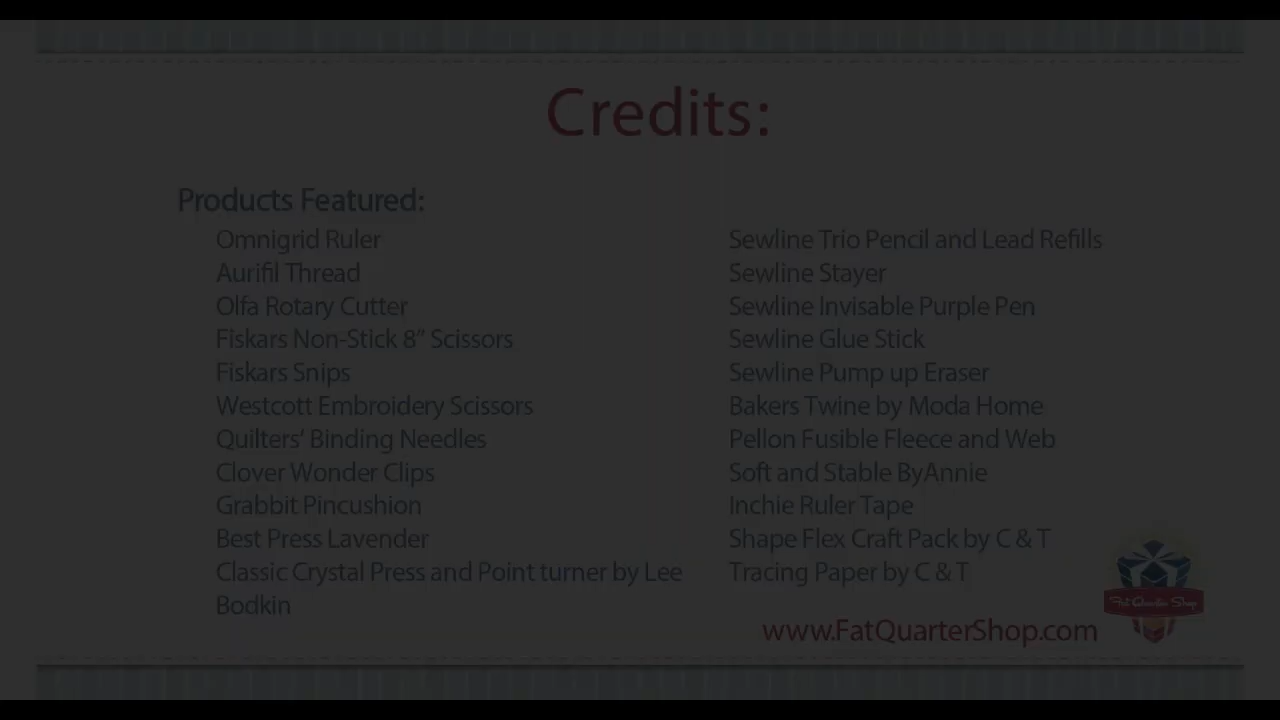 Credits:
Products Featured:
Omnigrid Ruler
Aurifil Thread
Olfa Rotary Cutter
Fiskars Non-Stick 8” Scissors
Fiskars Snips
Westcott Embroidery Scissors
Quilters’ Binding Needles
Clover Wonder Clips
Grabbit Pincushion
Best Press Lavender
Classic Crystal Press and Point turner by Lee
Bodkin
Sewline Trio Pencil and Lead Refills
Sewline Stayer
Sewline Invisable Purple Pen
Sewline Glue Stick
Sewline Pump up Eraser
Bakers Twine by Moda Home
Pellon Fusible Fleece and Web
Soft and Stable ByAnnie
Inchie Ruler Tape
Shape Flex Craft Pack by C & T
Tracing Paper by C & T
Fat Quarter Shop
www.FatQuarterShop.com